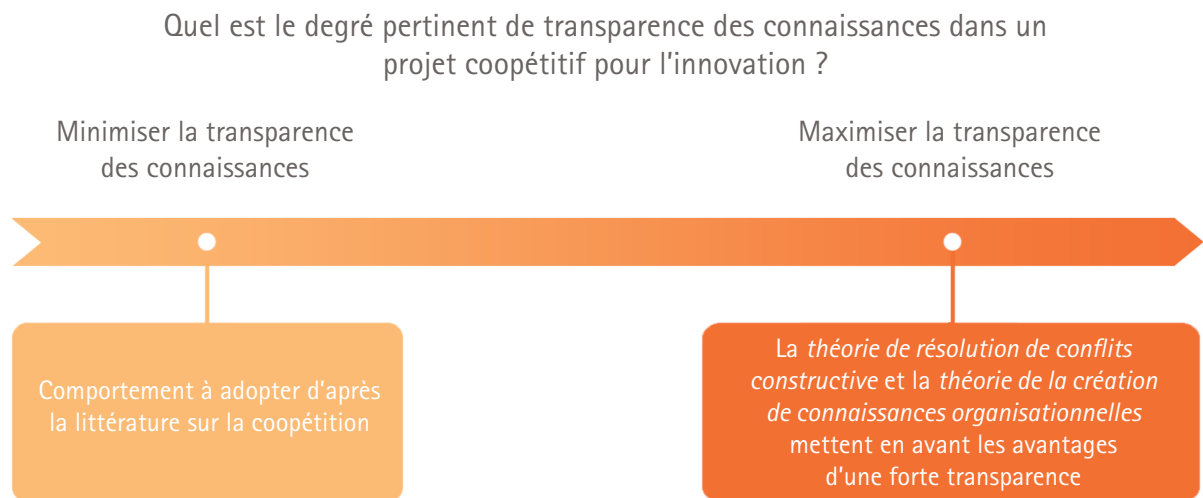 Quel est le degré pertinent de transparence des connaissances dans un
projet coopétitif pour l'innovation ?
Minimiser la transparence
des connaissances
Maximiser la transparence
des connaissances
Comportement à adopter d'après
la littérature sur la coopétition
La théorie de résolution de conflits
constructive et la théorie de la création
de connaissances organisationnelles
mettent en avant les avantages
d'une forte transparence